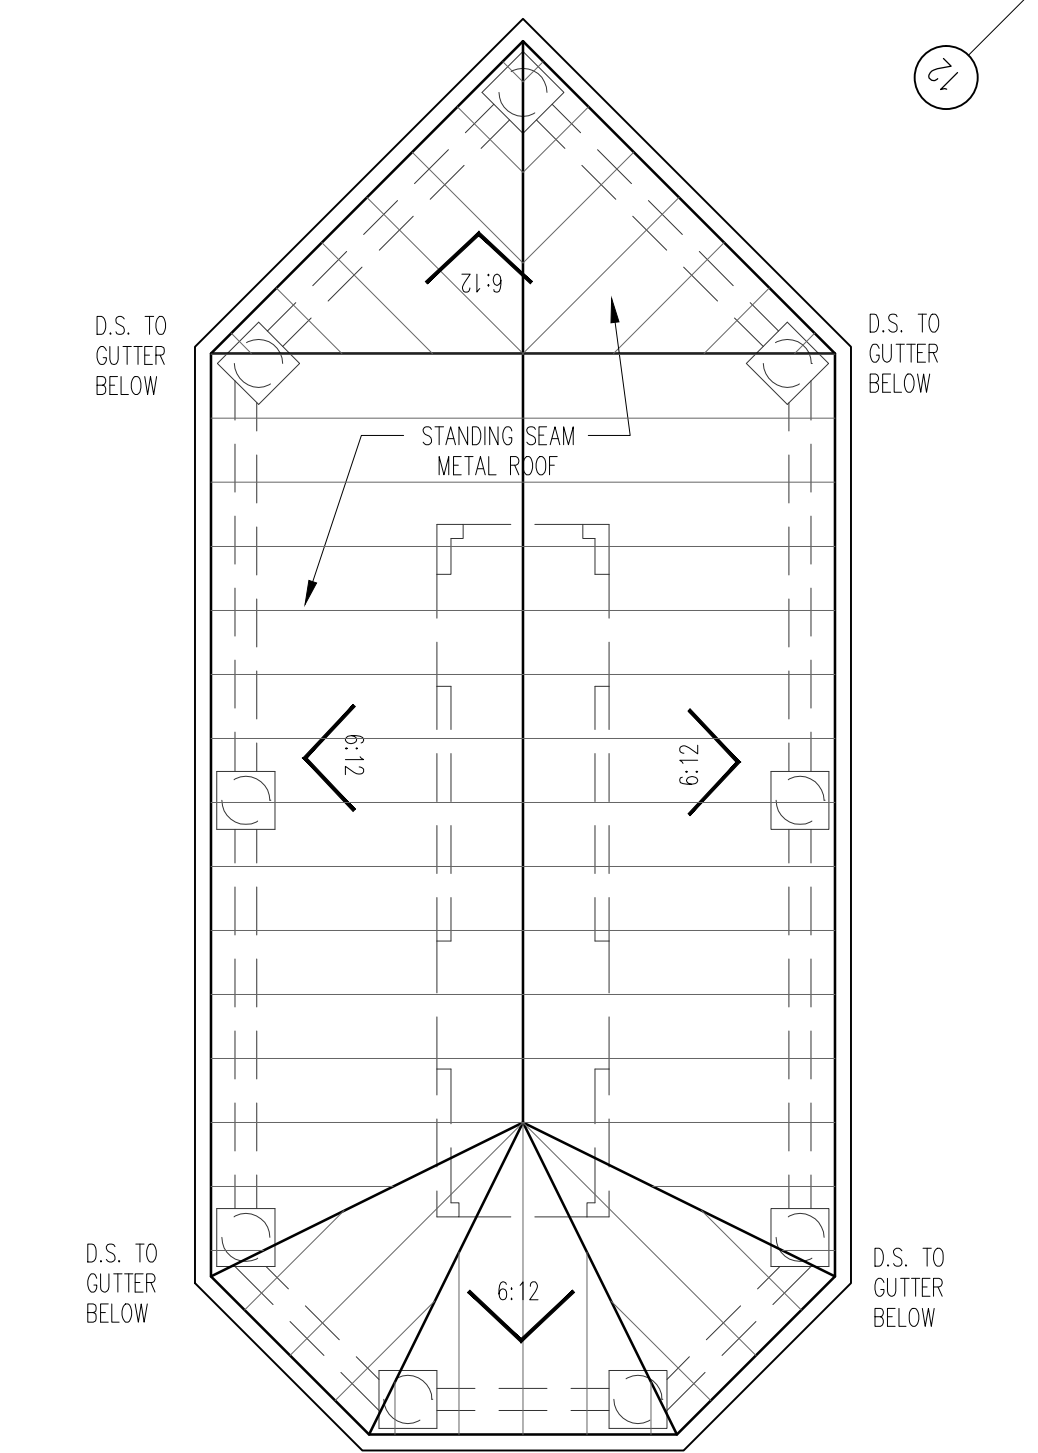 12
6:12
D.S. TO
GUTTER
BELOW
D.S. TO
GUTTER
BELOW
STANDING SEAM
METAL ROOF
6:12
6:12
D.S. TO
GUTTER
BELOW
D.S. TO
GUTTER
BELOW
6:12